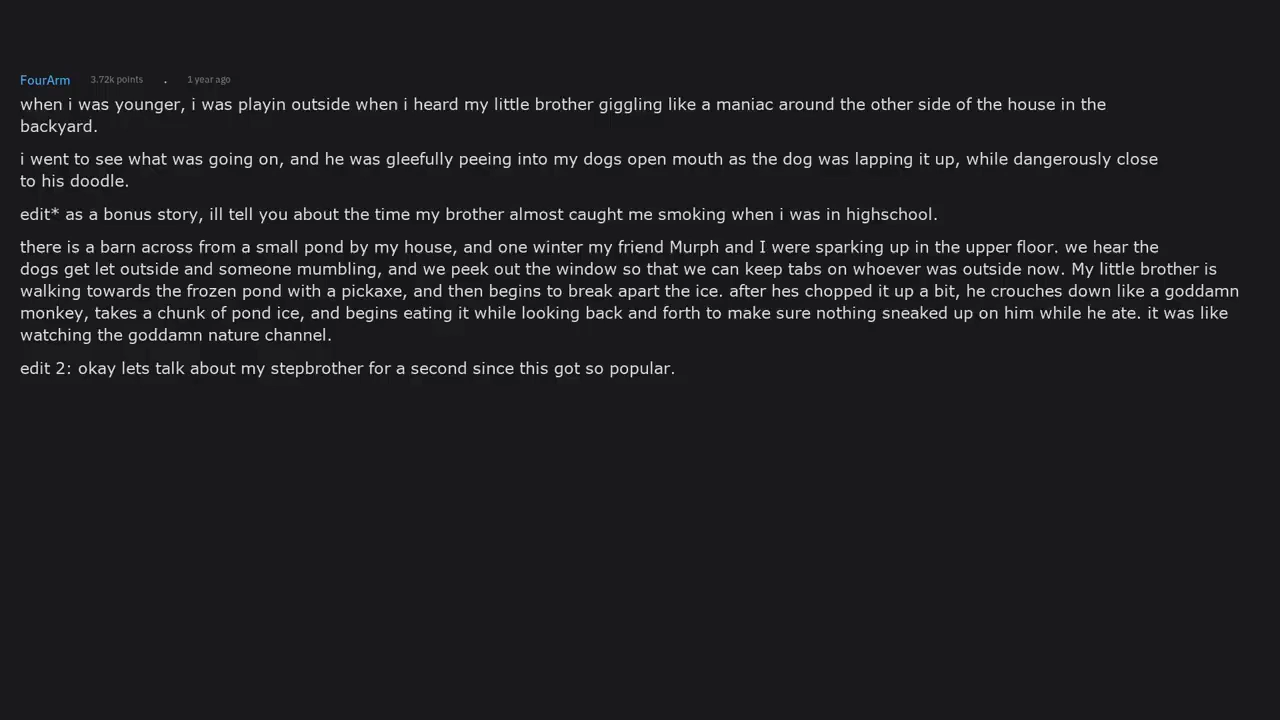 FourArm 3.72k points . 1 year ago
when i was younger, i was playin outside when i heard my little brother giggling like a maniac around the other side of the house in the
backyard.
i went to see what was going on, and he was gleefully peeing into my dogs open mouth as the dog was lapping it up, while dangerously close
to his doodle.
edit* as a bonus story, ill tell you about the time my brother almost caught me smoking when i was in highschool.
there is a barn across from a small pond by my house, and one winter my friend Murph and I were sparking up in the upper floor. we hear the
dogs get let outside and someone mumbling, and we peek out the window so that we can keep tabs on whoever was outside now. My little brother is
walking towards the frozen pond with a pickaxe, and then begins to break apart the ice. after hes chopped it up a bit, he crouches down like a goddamn
monkey, takes a chunk of pond ice, and begins eating it while looking back and forth to make sure nothing sneaked up on him while he ate. it was like
watching the goddamn nature channel.
edit 2: okay lets talk about my stepbrother for a second since this got so popular.